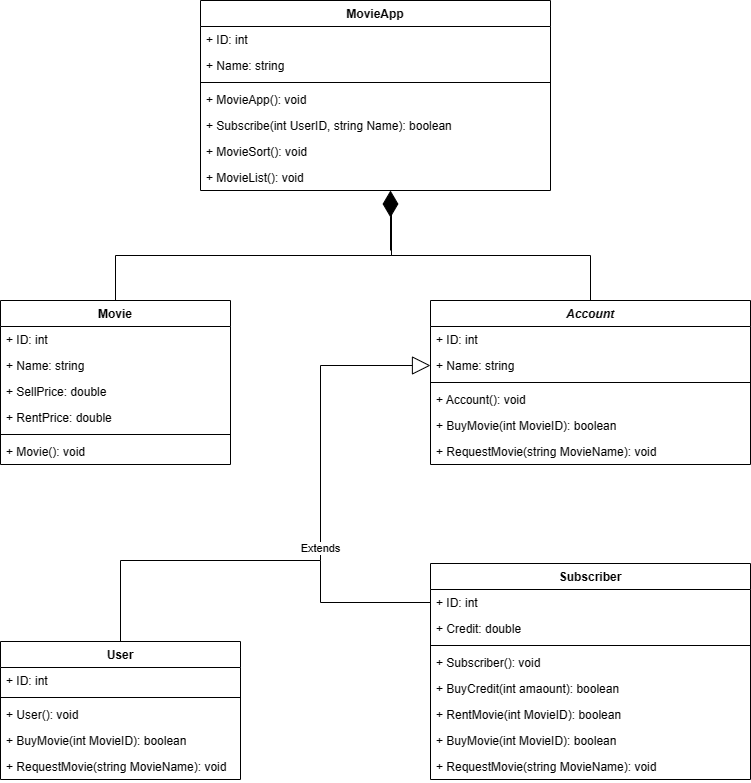 MovieApp
+ ID: int
+ Name: string
+ MovieApp(): void
+ Subscribe(int UserID, string Name): boolean
+ MovieSort(): void
+ MovieList(): void
Movie
+ ID: int
+ Name: string
+ SellPrice: double
+ RentPrice: double
+ Movie(): void
Account
+ ID: int
+ Name: string
+ Account(): void
+ BuyMovie(int MovieID): boolean
+ RequestMovie(string MovieName): void
Extends
User
+ ID: int
+ User(): void
+ BuyMovie(int MovieID): boolean
+ RequestMovie(string MovieName): void
Subscriber
+ ID: int
+ Credit: double
+ Subscriber(): void
+ BuyCredit(int amaount): boolean
+ RentMovie(int MovieID): boolean
+ BuyMovie(int MovieID): boolean
+ RequestMovie(string MovieName): void